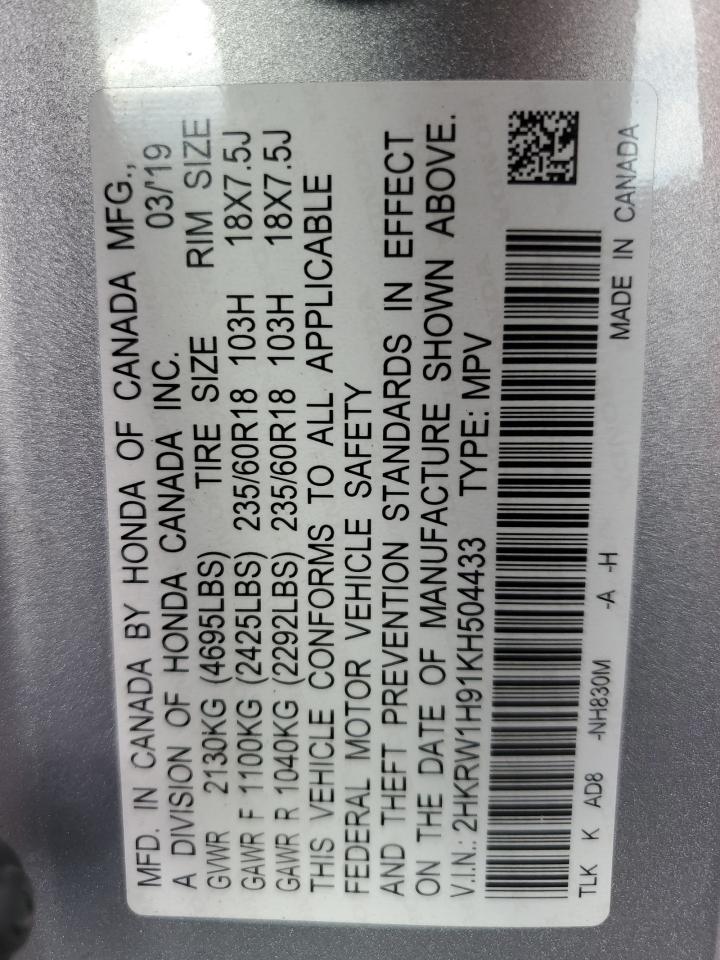 MFD. IN CANADA BY HONDA OF CANADA MFG.,
A DIVISION OF HONDA CANADA INC. 03/'19
GVWR 2130KG (4695LBS) TIRE SIZE RIM SIZE
GAWR F 1100KG (2425LBS) 235/60R18 103H 18X7.5J
GAWR R 1040KG (2292LBS) 235/60R18 103H 18X7.5J
THIS VEHICLE CONFORMS TO ALL APPLICABLE
FEDERAL MOTOR VEHICLE SAFETY
AND THEFT PREVENTION STANDARDS IN EFFECT
ON THE DATE OF MANUFACTURE SHOWN ABOVE.
V.I.N.: 2HKRW1H91KH504433 TYPE: MPV
TLK K AD8 -NH830M -A -H MADE IN CANADA